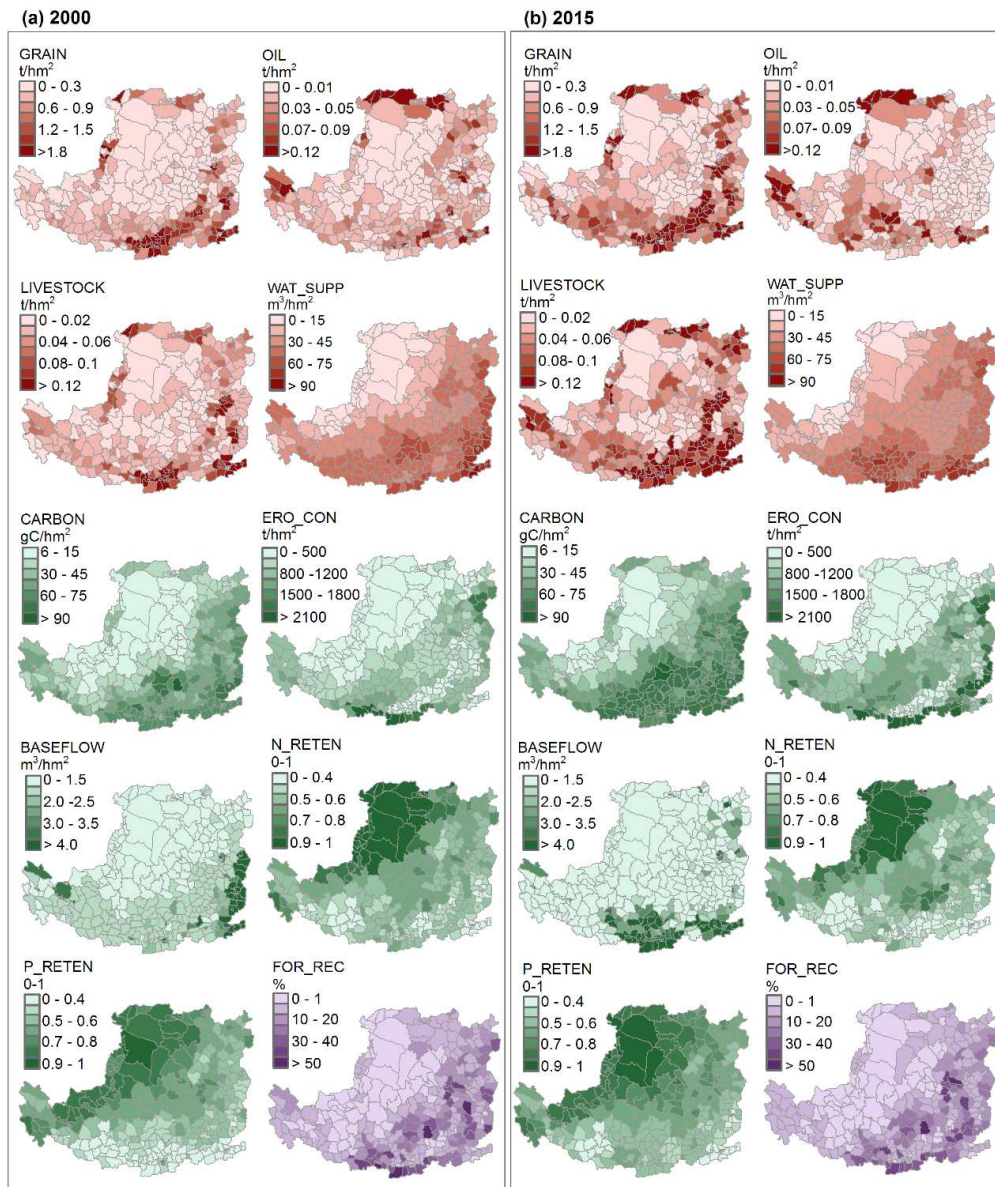 (a) 2000
GRAIN
t/hm²
0 - 0.3
0.6 - 0.9
1.2 - 1.5
>1.8
OIL
t/hm²
0 - 0.01
0.03 - 0.05
0.07- 0.09
>0.12
LIVESTOCK
t/hm²
0 - 0.02
0.04 - 0.06
0.08- 0.1
> 0.12
WAT_SUPP
m³/hm²
0 - 15
30 - 45
60 - 75
> 90
CARBON
gC/hm²
6 - 15
30 - 45
60 - 75
> 90
ERO_CON
t/hm²
0 - 500
800 -1200
1500 - 1800
> 2100
BASEFLOW
m³/hm²
0 - 1.5
2.0 -2.5
3.0 - 3.5
> 4.0
N_RETEN
0-1
0 - 0.4
0.5 - 0.6
0.7 - 0.8
0.9 - 1
P_RETEN
0-1
0 - 0.4
0.5 - 0.6
0.7 - 0.8
0.9 - 1
FOR_REC
%
0 - 1
10 - 20
30 - 40
> 50
(b) 2015
GRAIN
t/hm²
0 - 0.3
0.6 - 0.9
1.2 - 1.5
>1.8
OIL
t/hm²
0 - 0.01
0.03 - 0.05
0.07- 0.09
>0.12
LIVESTOCK
t/hm²
0 - 0.02
0.04 - 0.06
0.08- 0.1
> 0.12
WAT_SUPP
m³/hm²
0 - 15
30 - 45
60 - 75
> 90
CARBON
gC/hm²
6 - 15
30 - 45
60 - 75
> 90
ERO_CON
t/hm²
0 - 500
800 -1200
1500 - 1800
> 2100
BASEFLOW
m³/hm²
0 - 1.5
2.0 -2.5
3.0 - 3.5
> 4.0
N_RETEN
0-1
0 - 0.4
0.5 - 0.6
0.7 - 0.8
0.9 - 1
P_RETEN
0-1
0 - 0.4
0.5 - 0.6
0.7 - 0.8
0.9 - 1
FOR_REC
%
0 - 1
10 - 20
30 - 40
> 50